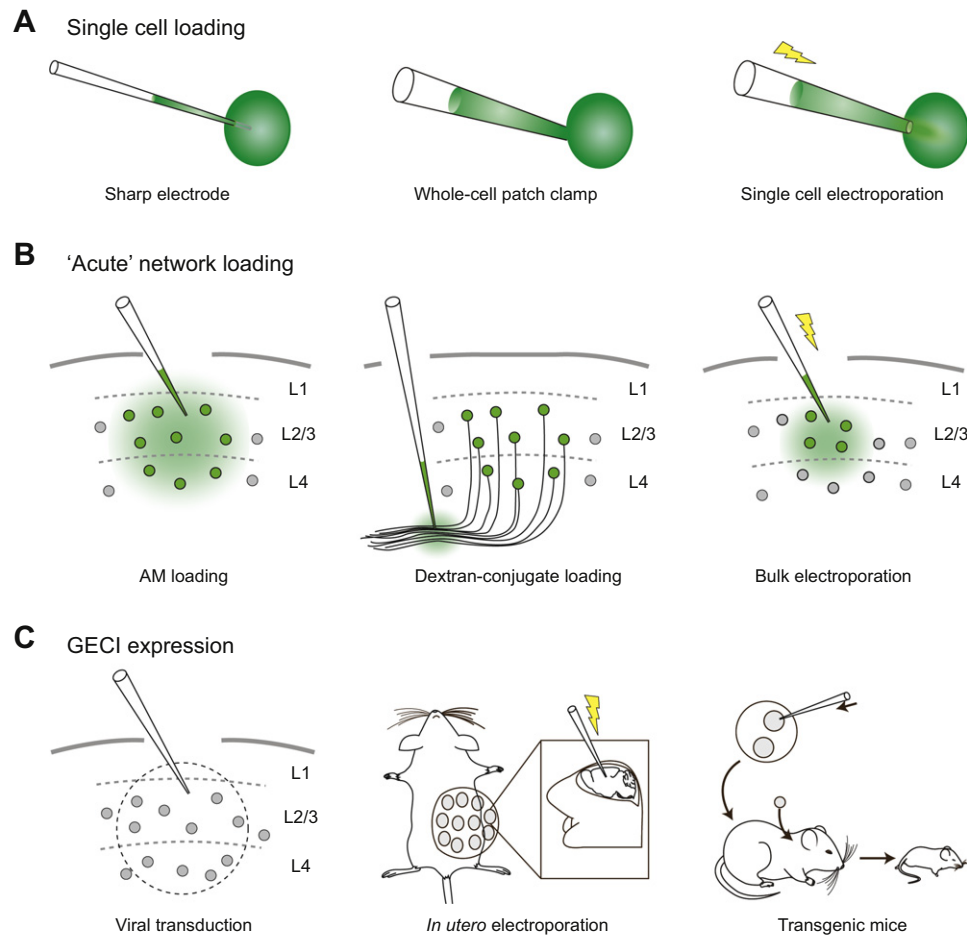 A Single cell loading
Sharp electrode
Whole-cell patch clamp
Single cell electroporation
B 'Acute' network loading
L1
L2/3
L4
AM loading
L1
L2/3
L4
Dextran-conjugate loading
L1
L2/3
L4
Bulk electroporation
C GECI expression
L1
L2/3
L4
Viral transduction
In utero electroporation
Transgenic mice